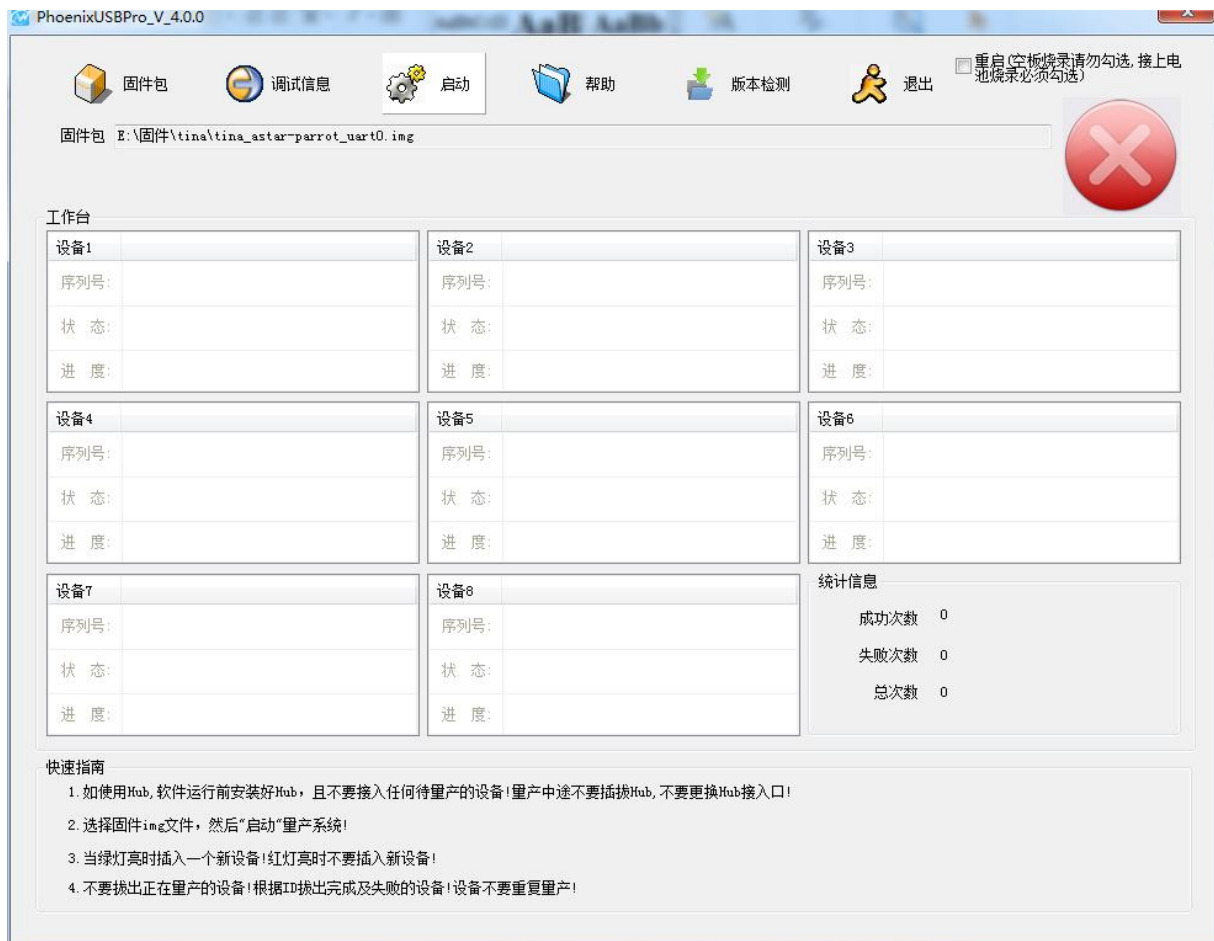 PhoenixUSBPro_V_4.0.0
固件包 调试信息 启动 帮助 版本检测 退出
重启(空板烧录请勿勾选,接上电
池烧录必须勾选)
固件包 E:\固件\tina\tina_astar-parrot_uart0.img
工作台
设备1 设备2 设备3
序列号: 序列号: 序列号:
状 态: 状 态: 状 态:
进 度: 进 度: 进 度:
设备4 设备5 设备6
序列号: 序列号: 序列号:
状 态: 状 态: 状 态:
进 度: 进 度: 进 度:
设备7 设备8 统计信息
序列号: 序列号: 成功次数 0
状 态: 状 态: 失败次数 0
进 度: 进 度: 总次数 0
快速指南
1.如使用Hub,软件运行前安装好Hub，且不要接入任何待量产的设备!量产中途不要插拔Hub,不要更换Hub接入口!
2.选择固件img文件，然后"启动"量产系统!
3.当绿灯亮时插入一个新设备!红灯亮时不要插入新设备!
4.不要拔出正在量产的设备!根据ID拔出完成及失败的设备!设备不要重复量产!